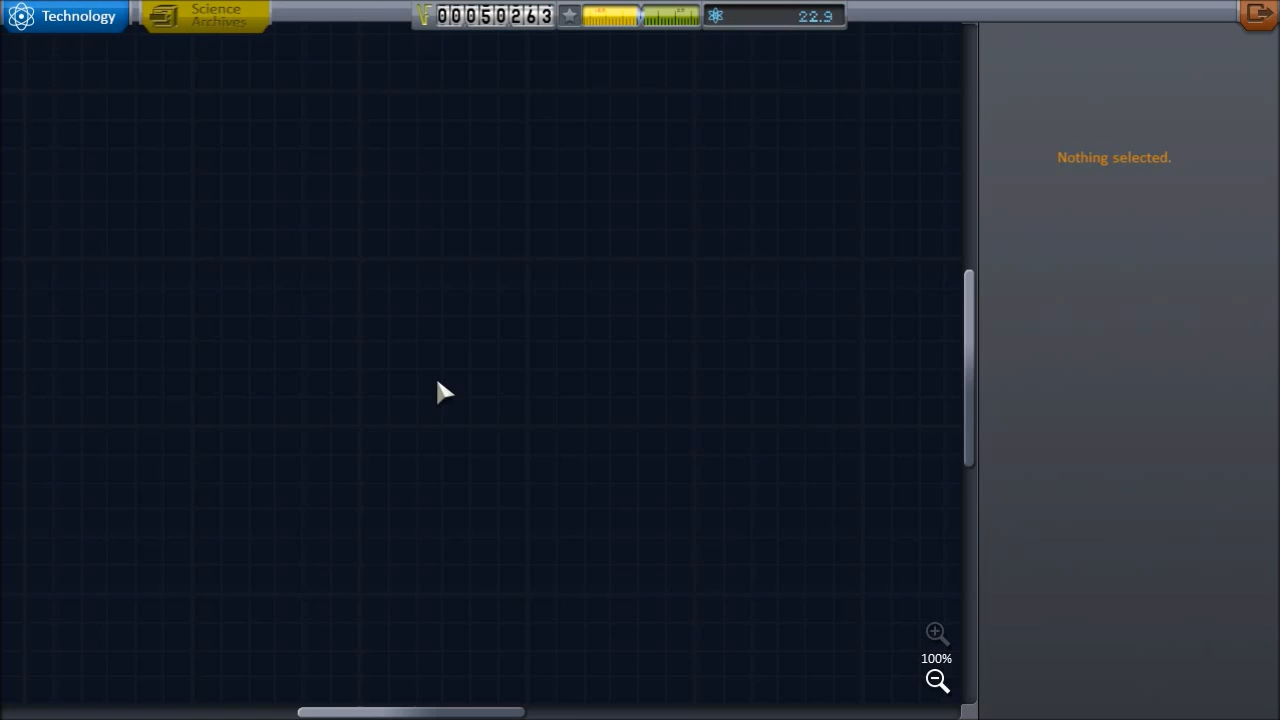 Technology
Science
Archives
00050263
22.9
Nothing selected.
100%